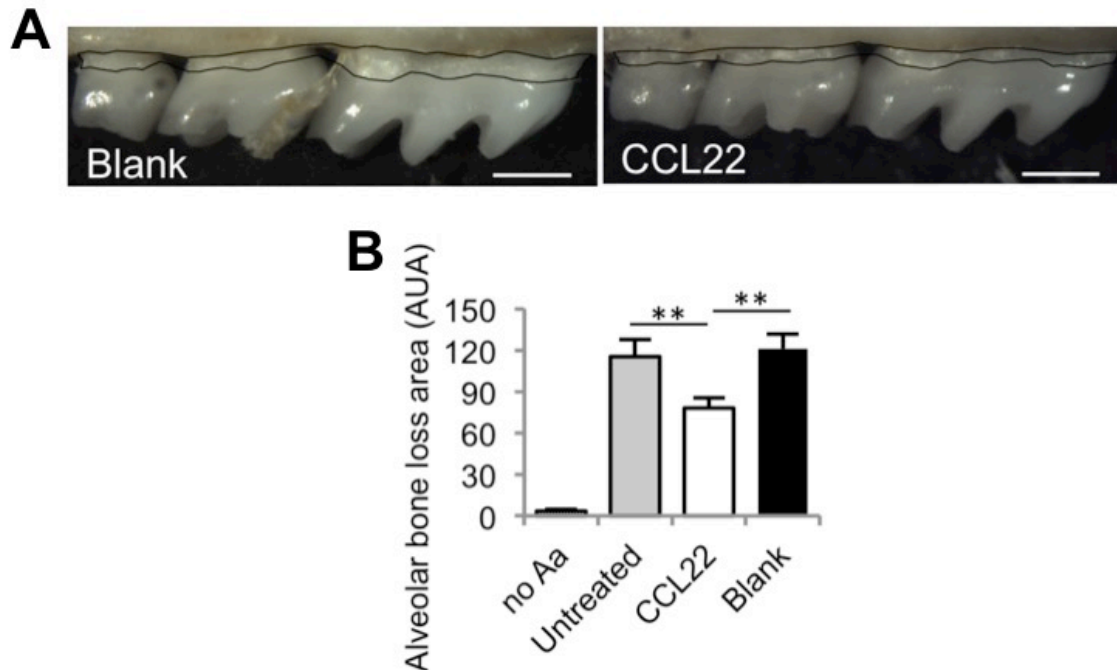 A
Blank
CCL22
B
Alveolar bone loss area (AUA)
150
120
90
60
30
0
**
**
no Aa
Untreated
CCL22
Blank